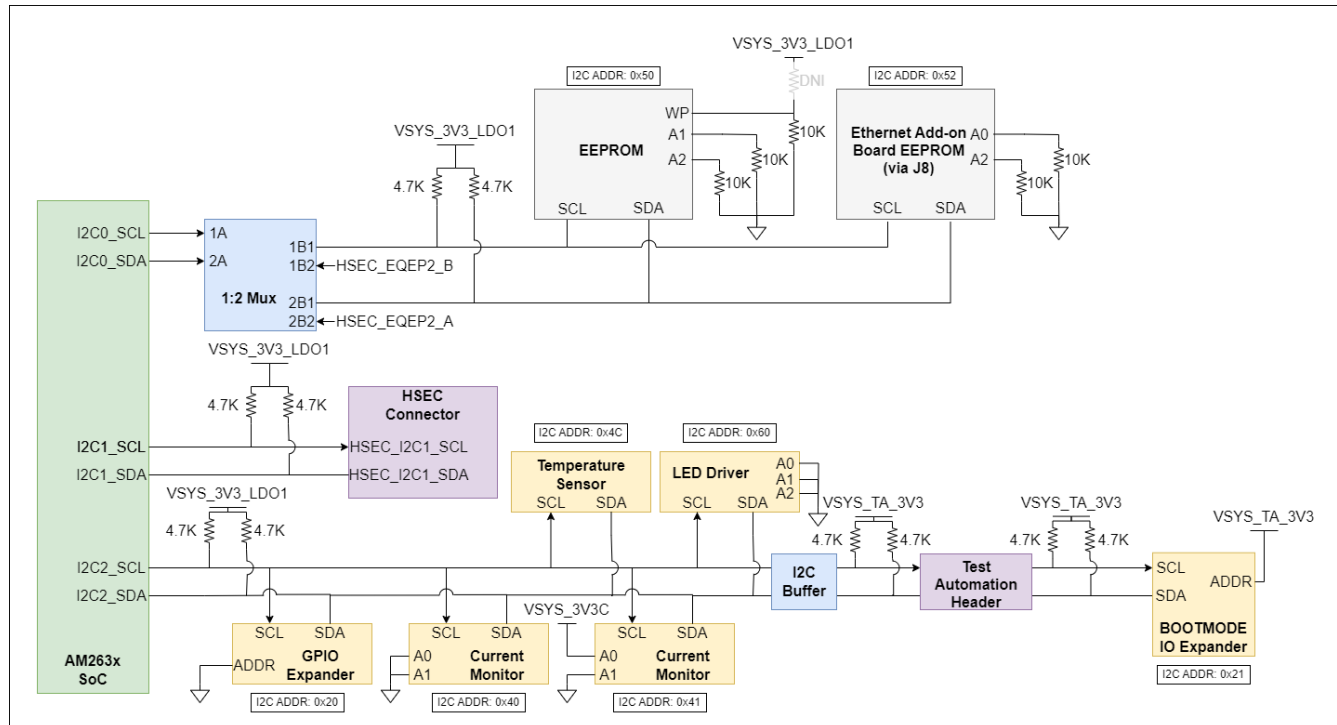 VSYS_3V3_LDO1
I2C ADDR: 0x50
I2C ADDR: 0x52
DNI
WP
A1
A2
EEPROM
10K
10K
10K
SCL
SDA
Ethernet Add-on
Board EEPROM
(via J8)
A0
A2
10K
10K
SCL
SDA
VSYS_3V3_LDO1
4.7K
4.7K
I2C0_SCL
I2C0_SDA
1A
2A
1B1
1B2
2B1
2B2
1:2 Mux
HSEC_EQEP2_B
HSEC_EQEP2_A
VSYS_3V3_LDO1
4.7K
4.7K
HSEC
Connector
HSEC_I2C1_SCL
HSEC_I2C1_SDA
I2C1_SCL
I2C1_SDA
I2C ADDR: 0x4C
Temperature
Sensor
SCL
SDA
I2C ADDR: 0x60
LED Driver
A0
A1
A2
SCL
SDA
VSYS_3V3_LDO1
4.7K
4.7K
I2C2_SCL
I2C2_SDA
VSYS_TA_3V3
4.7K
4.7K
VSYS_TA_3V3
4.7K
4.7K
VSYS_TA_3V3
I2C
Buffer
Test
Automation
Header
SCL
SDA
ADDR
BOOTMODE
IO Expander
I2C ADDR: 0x21
SCL
SDA
ADDR
GPIO
Expander
I2C ADDR: 0x20
SCL
SDA
A0
A1
Current
Monitor
I2C ADDR: 0x40
VSYS_3V3C
SCL
SDA
A0
A1
Current
Monitor
I2C ADDR: 0x41
AM263x
SoC